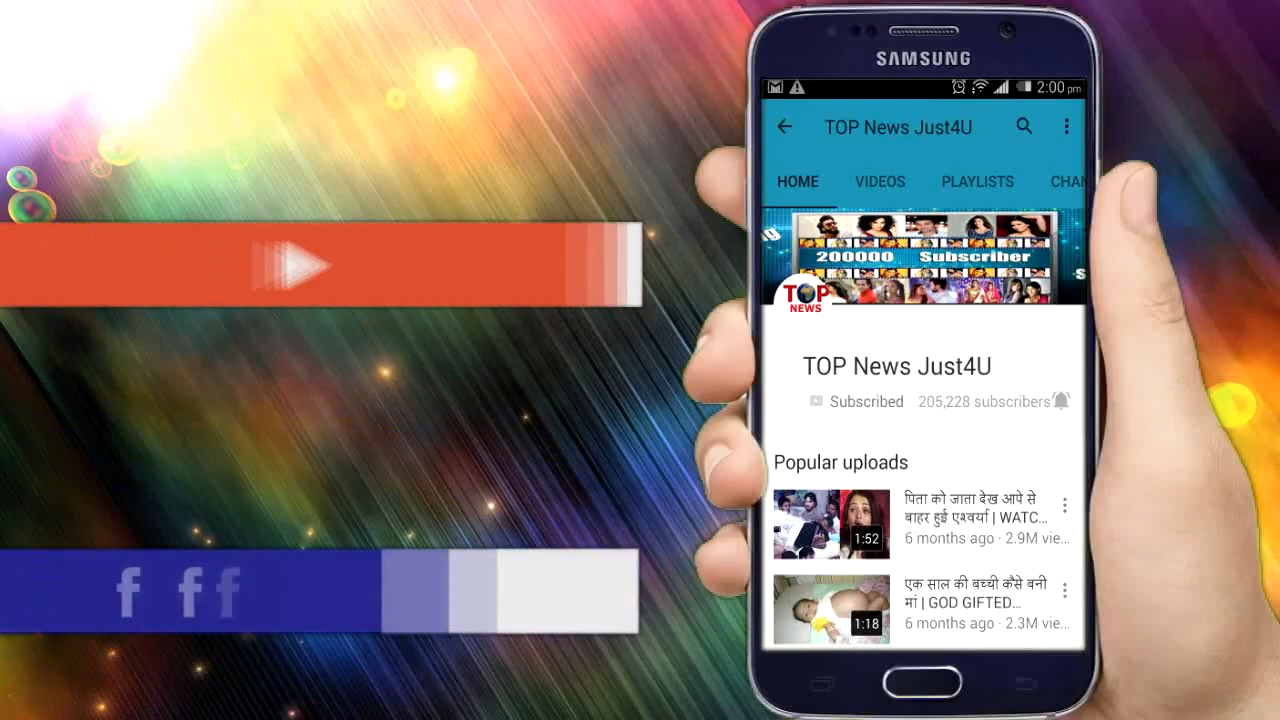 SAMSUNG
2:00 pm
TOP News Just4U
HOME VIDEOS PLAYLISTS CHAN
200000 Subscriber
TOP
NEWS
TOP News Just4U
Subscribed 205,228 subscribers
Popular uploads
पिता को जाता देख आपे से
बाहर हुई एश्वर्या | WATC...
6 months ago · 2.9M vie...
1:52
एक साल की बच्ची कैसे बनी
मां | GOD GIFTED...
6 months ago · 2.3M vie...
1:18
f f f